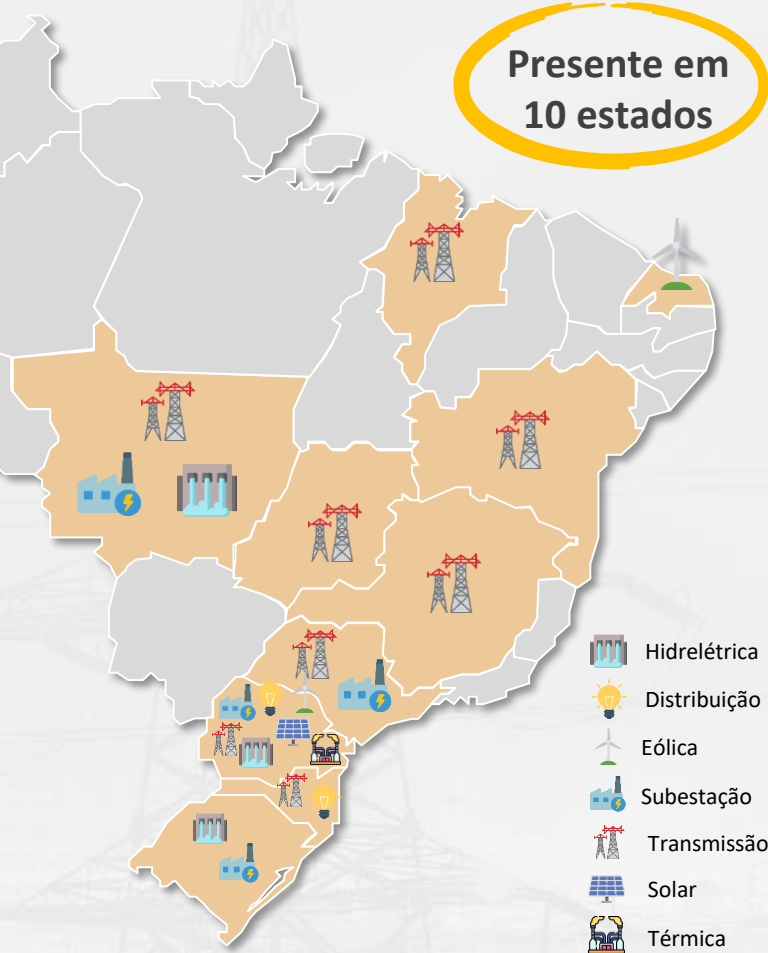 Presente em
10 estados
Hidrelétrica
Distribuição
Eólica
Subestação
Transmissão
Solar
Térmica